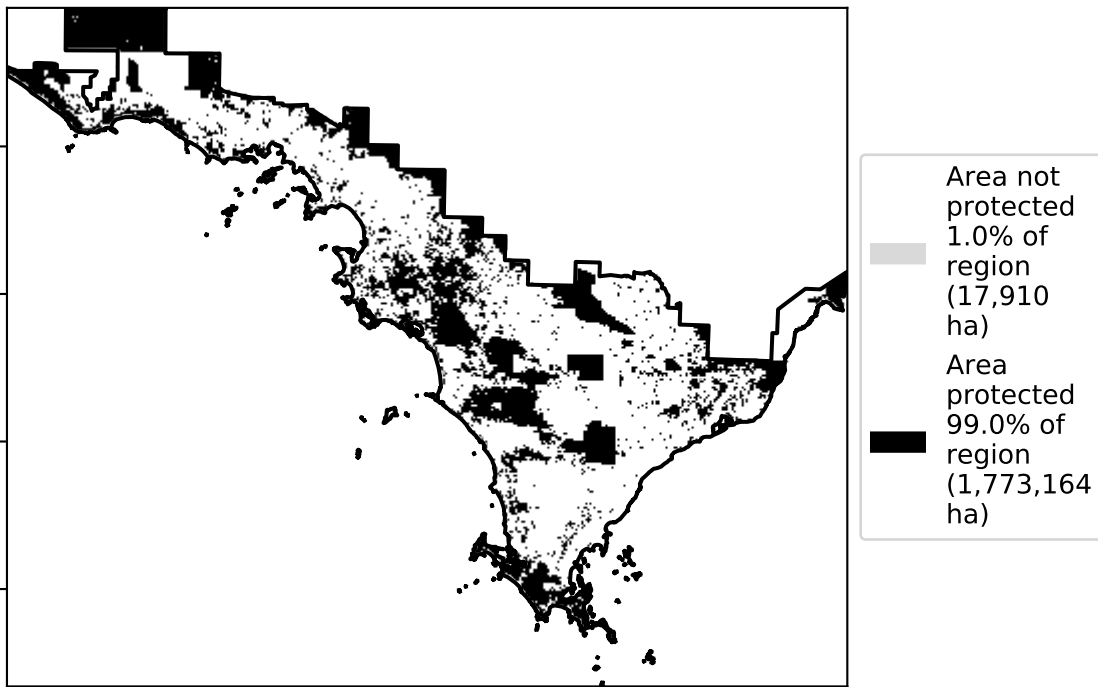 Area not
protected
1.0% of
region
(17,910
ha)
Area
protected
99.0% of
region
(1,773,164
ha)